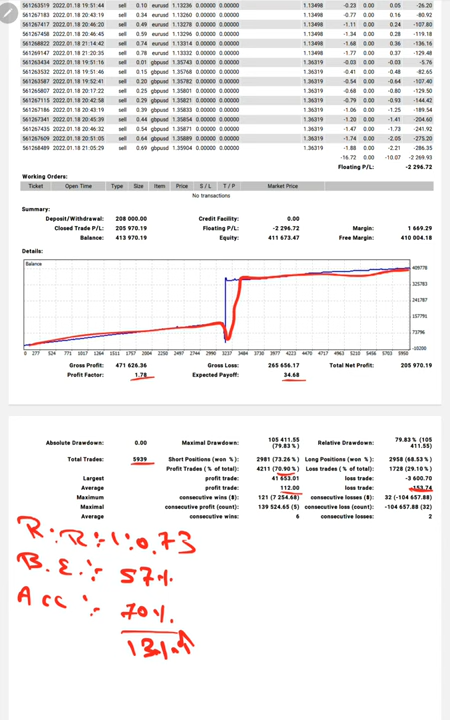 561263519 2022.01.18 19:51:44 sell 0.10 eurusd 1.13236 0.00000 0.00000 1.13498 -0.23 0.00 0.05 -26.20
561267183 2022.01.18 20:43:19 sell 0.34 eurusd 1.13260 0.00000 0.00000 1.13498 -0.77 0.00 0.16 -80.92
561267417 2022.01.18 20:46:20 sell 0.49 eurusd 1.13278 0.00000 0.00000 1.13498 -1.11 0.00 0.24 -107.80
561267458 2022.01.18 20:46:45 sell 0.59 eurusd 1.13296 0.00000 0.00000 1.13498 -1.34 0.00 0.28 -119.18
561268822 2022.01.18 21:14:42 sell 0.74 eurusd 1.13314 0.00000 0.00000 1.13498 -1.68 0.00 0.36 -136.16
561269147 2022.01.18 21:20:35 sell 0.78 eurusd 1.13332 0.00000 0.00000 1.13498 -1.77 0.00 0.37 -129.48
561263434 2022.01.18 19:51:16 sell 0.01 gbpusd 1.35743 0.00000 0.00000 1.36319 -0.03 0.00 -0.03 -5.76
561263532 2022.01.18 19:51:46 sell 0.15 gbpusd 1.35768 0.00000 0.00000 1.36319 -0.41 0.00 -0.48 -82.65
561263587 2022.01.18 19:52:41 sell 0.20 gbpusd 1.35782 0.00000 0.00000 1.36319 -0.54 0.00 -0.64 -107.40
561265807 2022.01.18 20:17:22 sell 0.25 gbpusd 1.35801 0.00000 0.00000 1.36319 -0.68 0.00 -0.80 -129.50
561267115 2022.01.18 20:42:58 sell 0.29 gbpusd 1.35821 0.00000 0.00000 1.36319 -0.79 0.00 -0.93 -144.42
561267186 2022.01.18 20:43:19 sell 0.39 gbpusd 1.35833 0.00000 0.00000 1.36319 -1.06 0.00 -1.25 -189.54
561267341 2022.01.18 20:45:39 sell 0.44 gbpusd 1.35854 0.00000 0.00000 1.36319 -1.20 0.00 -1.41 -204.60
561267435 2022.01.18 20:46:32 sell 0.54 gbpusd 1.35871 0.00000 0.00000 1.36319 -1.47 0.00 -1.73 -241.92
561267609 2022.01.18 20:51:05 sell 0.64 gbpusd 1.35889 0.00000 0.00000 1.36319 -1.74 0.00 -2.05 -275.20
561268489 2022.01.18 21:05:29 sell 0.69 gbpusd 1.35904 0.00000 0.00000 1.36319 -1.88 0.00 -2.21 -286.35
-16.72 0.00 -10.07 -2 269.93
Floating P/L: -2 296.72
Working Orders:
Ticket Open Time Type Size Item Price S / L T / P Market Price
No transactions
Summary:
Deposit/Withdrawal: 208 000.00 Credit Facility: 0.00
Closed Trade P/L: 205 970.19 Floating P/L: -2 296.72 Margin: 1 669.29
Balance: 413 970.19 Equity: 411 673.47 Free Margin: 410 004.18
Details:
Balance
409778
325783
241787
157791
73796
-10200
0 277 524 771 1017 1264 1511 1757 2004 2250 2497 2744 2990 3237 3484 3730 3977 4223 4470 4717 4963 5210 5456 5703 5950
Gross Profit: 471 626.36 Gross Loss: 265 656.17 Total Net Profit: 205 970.19
Profit Factor: 1.78 Expected Payoff: 34.68
Absolute Drawdown: 0.00 Maximal Drawdown: 105 411.55 (79.83 %) Relative Drawdown: 79.83 % (105 411.55)
Total Trades: 5939 Short Positions (won %): 2981 (73.26 %) Long Positions (won %): 2958 (68.53 %)
Profit Trades (% of total): 4211 (70.90 %) Loss trades (% of total): 1728 (29.10 %)
Largest profit trade: 41 653.01 loss trade: -3 600.70
Average profit trade: 112.00 loss trade: -153.74
Maximum consecutive wins ($): 121 (7 254.68) consecutive losses ($): 32 (-104 657.88)
Maximal consecutive profit (count): 139 524.65 (5) consecutive loss (count): -104 657.88 (32)
Average consecutive wins: 6 consecutive losses: 2
R:R:- 1:0.73
B.E:- 57%
Acc :- 70%
13%